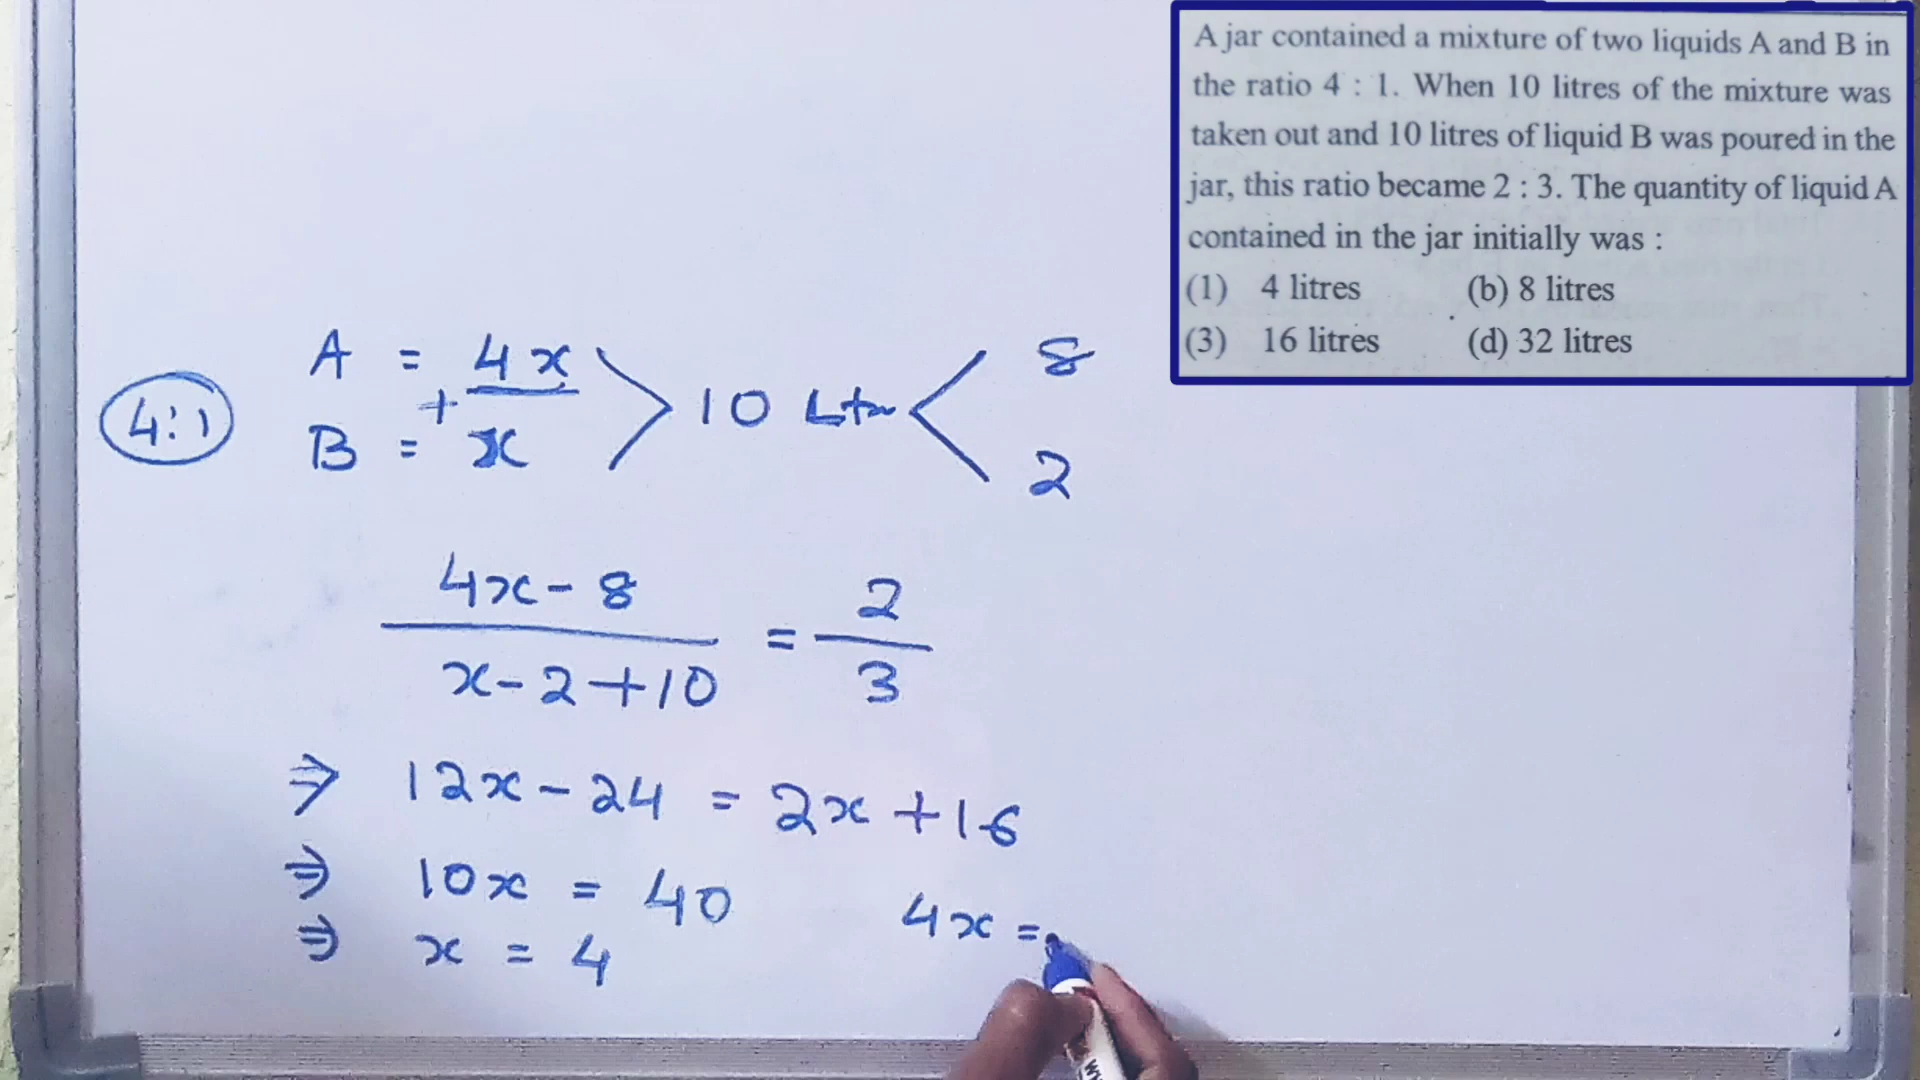 A jar contained a mixture of two liquids A and B in
the ratio 4 : 1. When 10 litres of the mixture was
taken out and 10 litres of liquid B was poured in the
jar, this ratio became 2 : 3. The quantity of liquid A
contained in the jar initially was :
(1) 4 litres (b) 8 litres
(3) 16 litres (d) 32 litres
4:1
A = 4x
+
B = x
10 Ltr
8
2
4x - 8
x - 2 + 10
=
2
3
⇒ 12x - 24 = 2x + 16
⇒ 10x = 40
⇒ x = 4
4x =